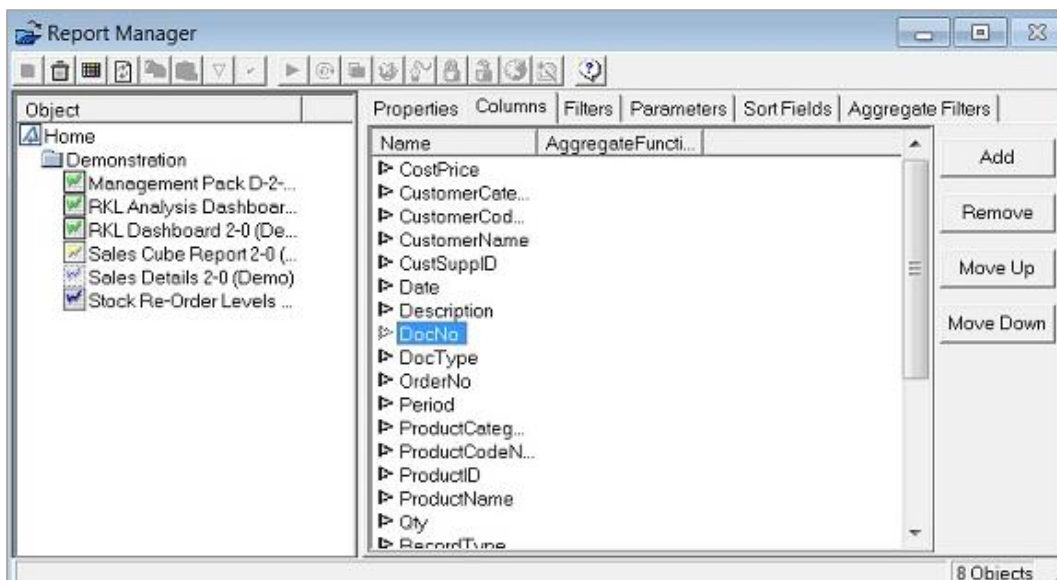 Report Manager
Object
Home
Demonstration
Management Pack D-2-...
RKL Analysis Dashboar...
RKL Dashboard 2-0 (De...
Sales Cube Report 2-0 (...
Sales Details 2-0 (Demo)
Stock Re-Order Levels ...
Properties Columns Filters Parameters Sort Fields Aggregate Filters
Name AggregateFuncti...
CostPrice
CustomerCate...
CustomerCod...
CustomerName
CustSuppID
Date
Description
DocNo
DocType
OrderNo
Period
ProductCateg...
ProductCodeN...
ProductID
ProductName
Qty
RecordType
Add
Remove
Move Up
Move Down
8 Objects